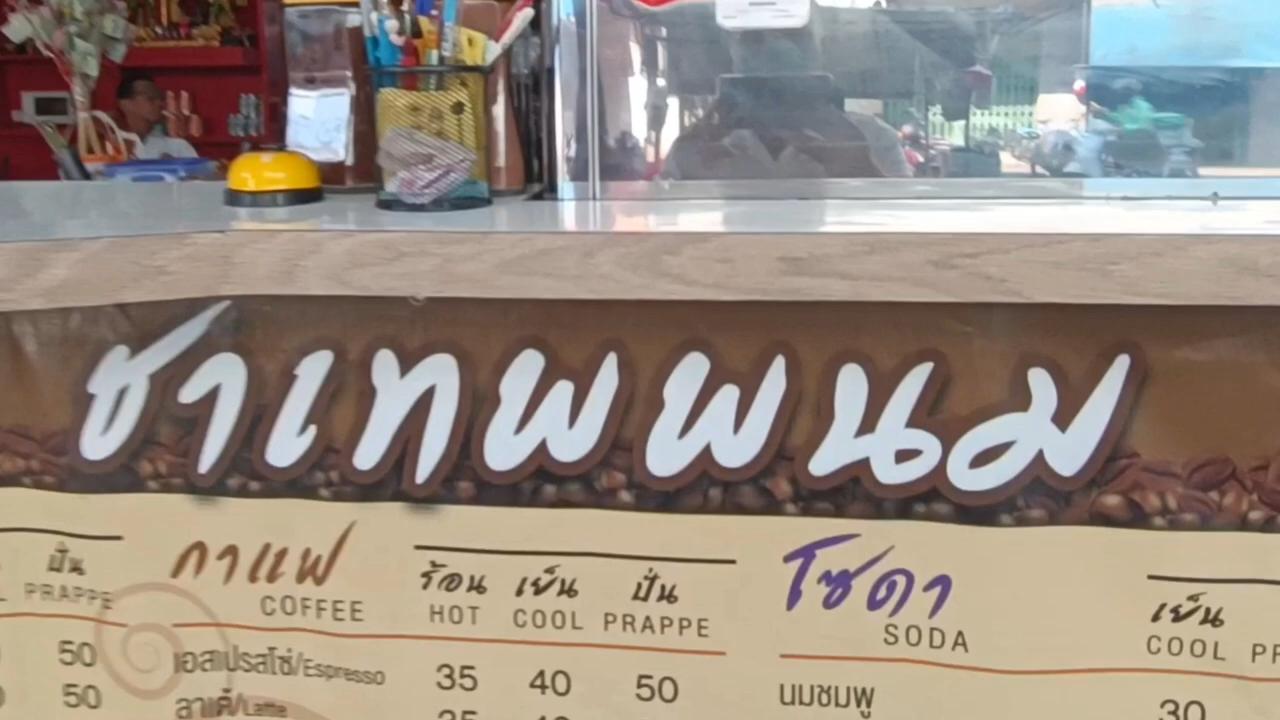 ชาเทพพนม
ปั่น กาแฟ ร้อน เย็น ปั่น โซดา เย็น
PRAPPE COFFEE HOT COOL PRAPPE SODA COOL
50 เอสเปรสโซ่/Espresso 35 40 50 นมชมพู 30
50 ลาเต้/Latte